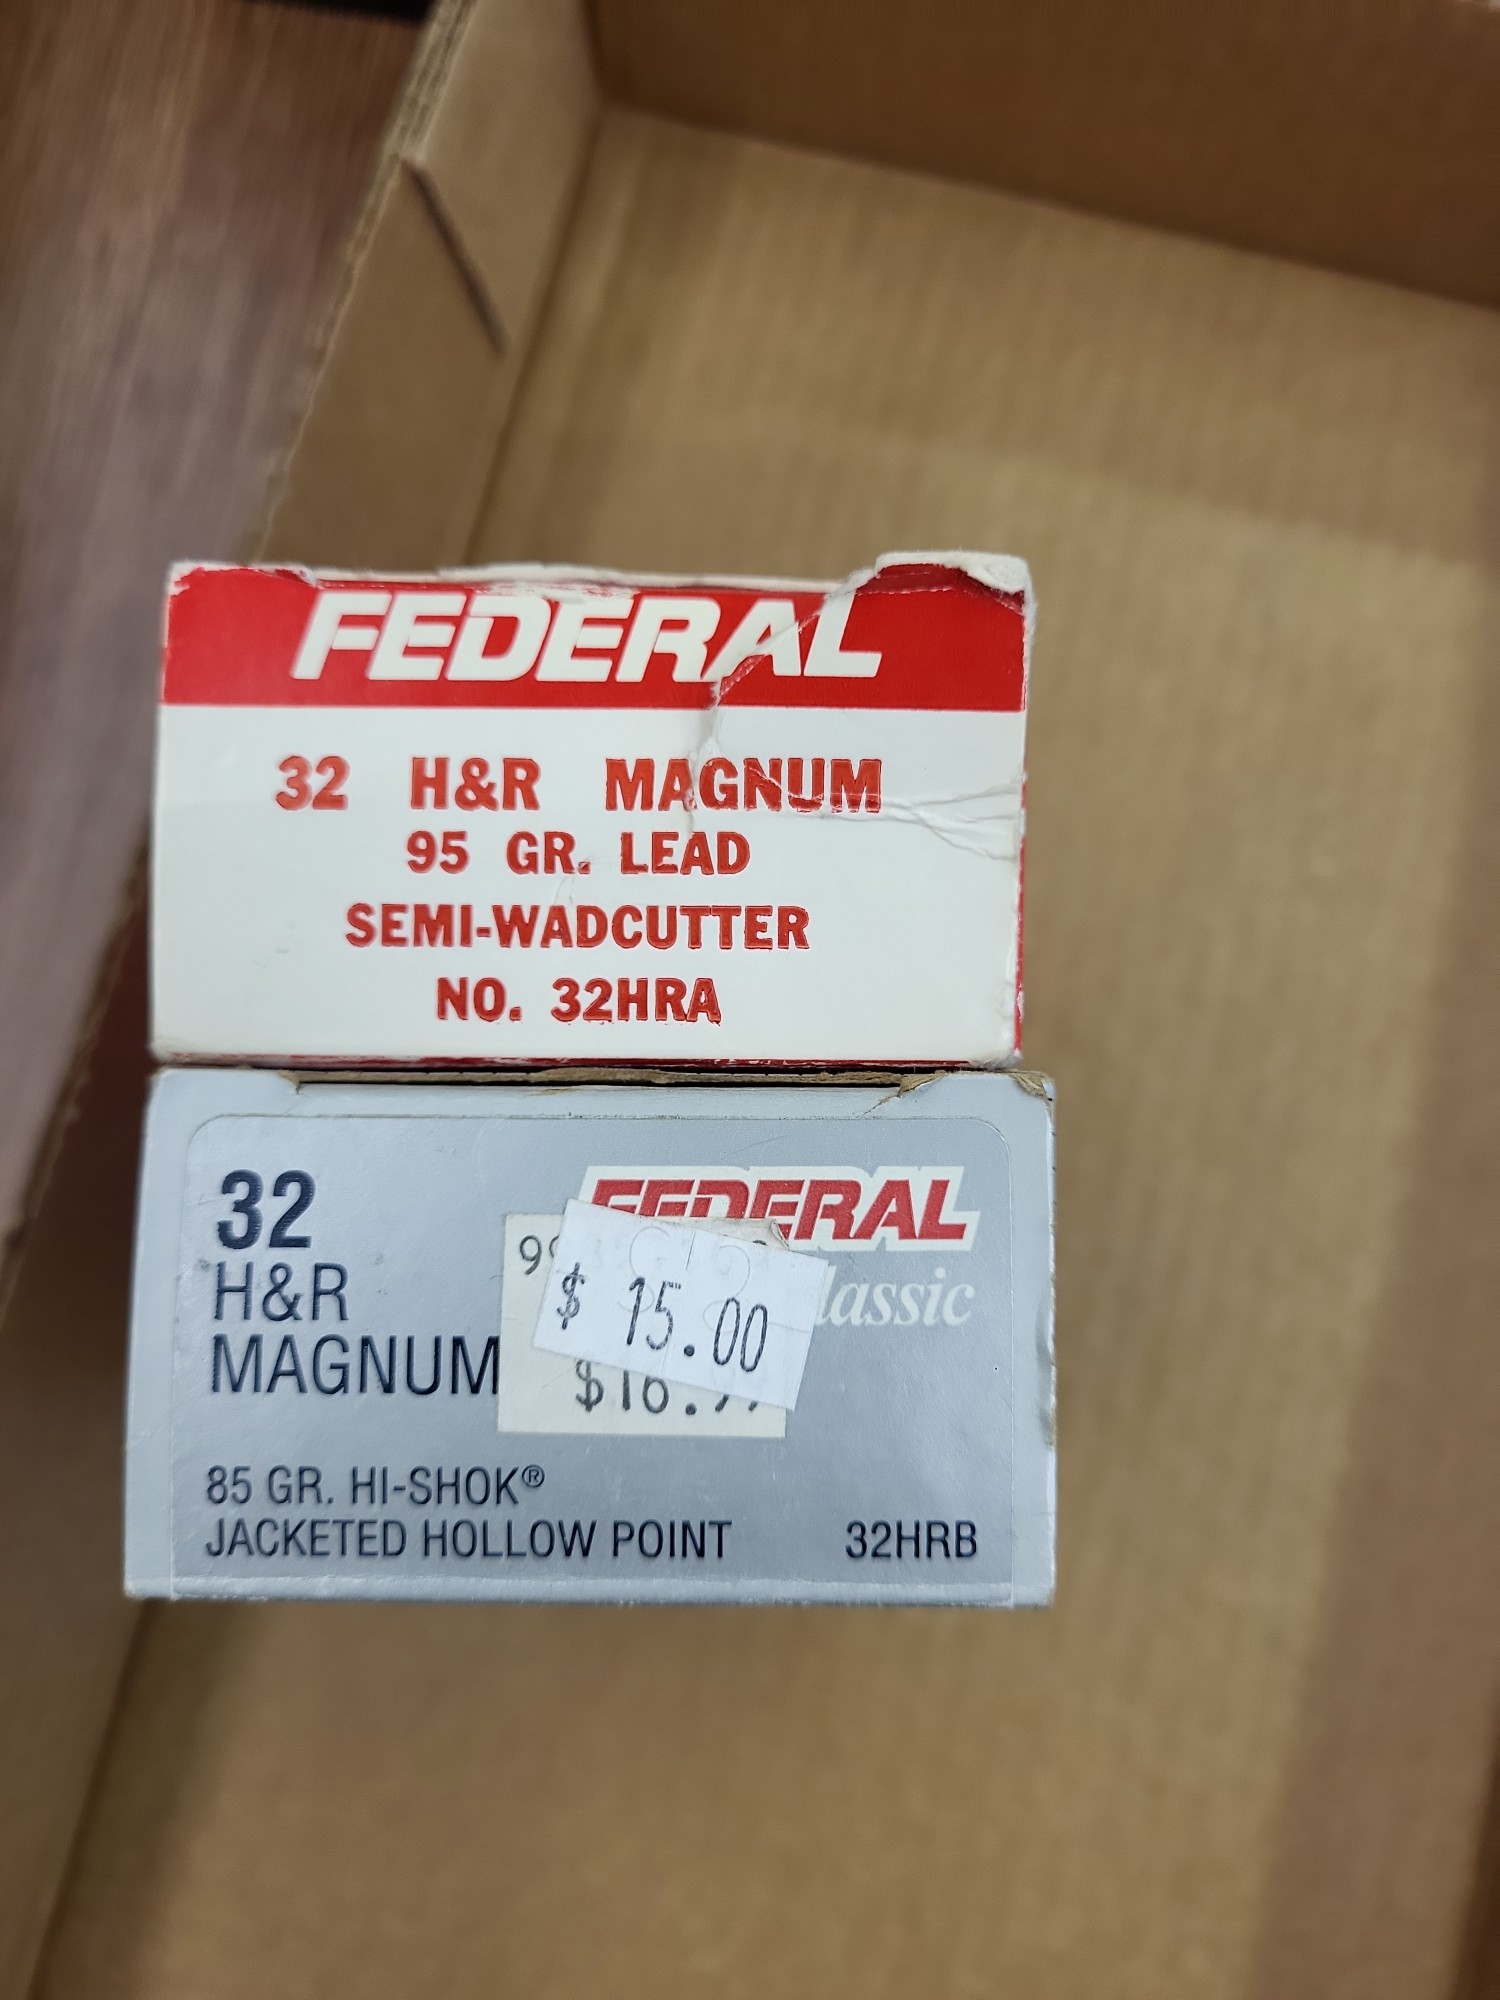 FEDERAL
32 H&R MAGNUM
95 GR. LEAD
SEMI-WADCUTTER
NO. 32HRA
32
H&R
MAGNUM
FEDERAL
lassic
$ 15.00
85 GR. HI-SHOK®
JACKETED HOLLOW POINT
32HRB